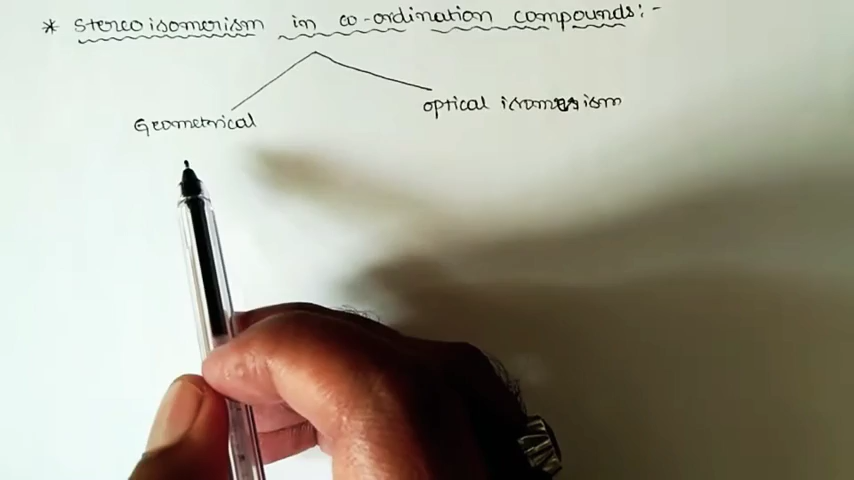 * stereoisomerism in co-ordination compounds:-
Geometrical
optical isomerism